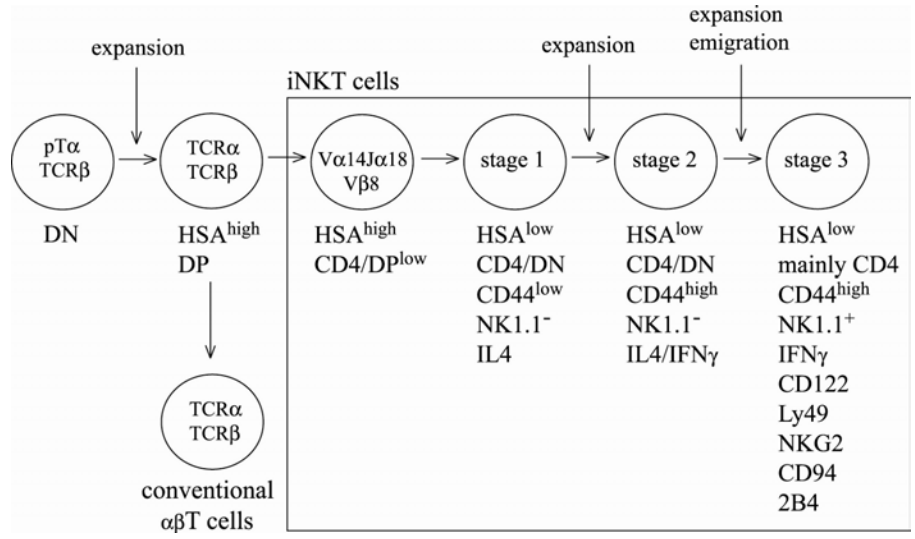 expansion
expansion
expansion
emigration
iNKT cells
pTα
TCRβ
DN
TCRα
TCRβ
HSAhigh
DP
TCRα
TCRβ
conventional
αβT cells
Vα14Jα18
Vβ8
HSAhigh
CD4/DPlow
stage 1
HSAlow
CD4/DN
CD44low
NK1.1-
IL4
stage 2
HSAlow
CD4/DN
CD44high
NK1.1-
IL4/IFNγ
stage 3
HSAlow
mainly CD4
CD44high
NK1.1+
IFNγ
CD122
Ly49
NKG2
CD94
2B4